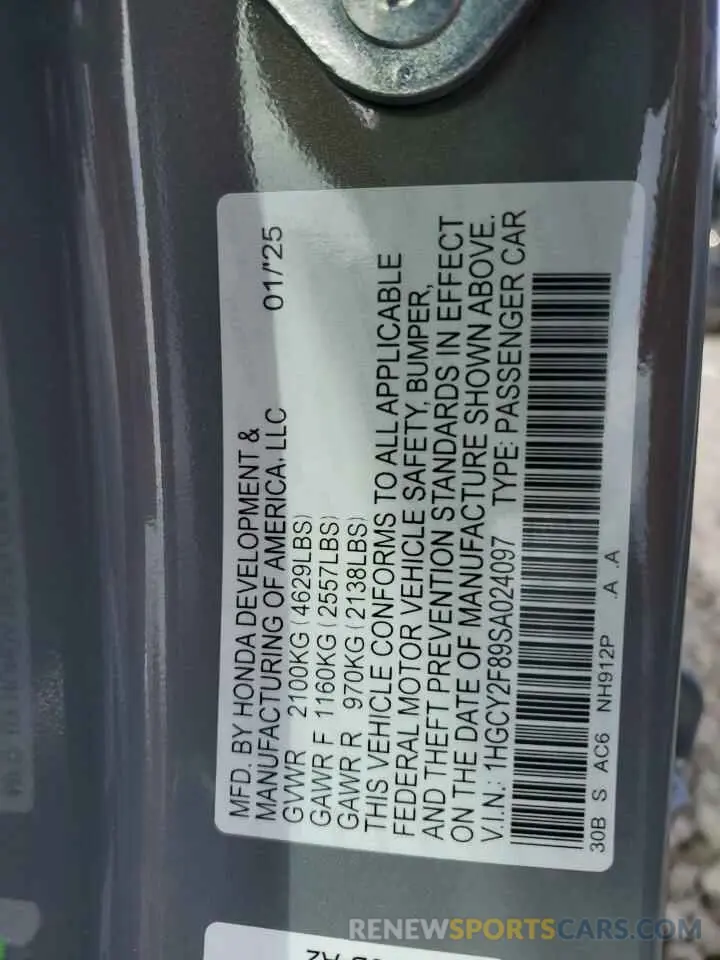 MFD. BY HONDA DEVELOPMENT &
MANUFACTURING OF AMERICA, LLC 01/'25
GVWR 2100KG (4629LBS)
GAWR F 1160KG (2557LBS)
GAWR R 970KG (2138LBS)
THIS VEHICLE CONFORMS TO ALL APPLICABLE
FEDERAL MOTOR VEHICLE SAFETY, BUMPER,
AND THEFT PREVENTION STANDARDS IN EFFECT
ON THE DATE OF MANUFACTURE SHOWN ABOVE.
V.I.N.: 1HGCY2F89SA024097 TYPE: PASSENGER CAR
30B S AC6 NH912P .A .A
RENEWSPORTSCARS.COM